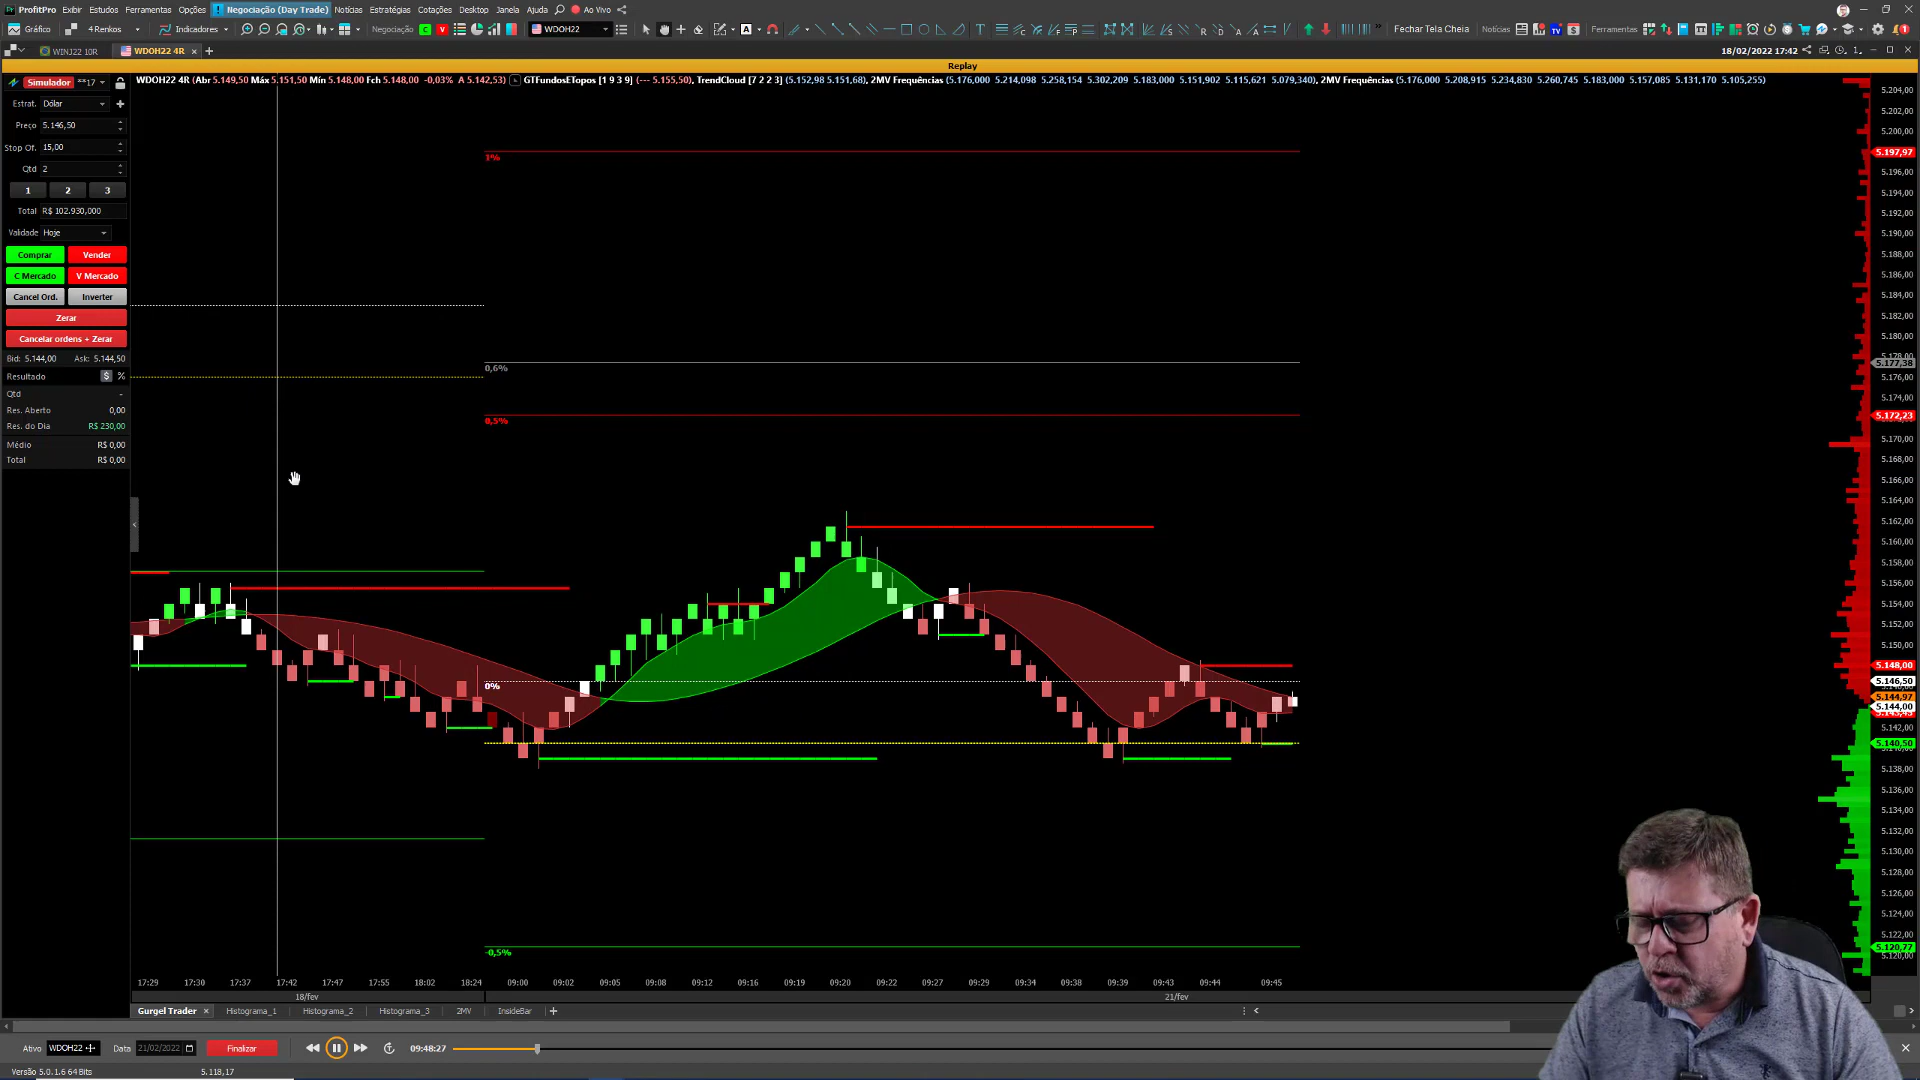 ProfitPro Exibir Estudos Ferramentas Opções ! Negociação (Day Trade) Notícias Estratégias Cotações Desktop Janela Ajuda Ao Vivo
Gráfico 4 Renkos Indicadores Negociação C V WDOH22 Fechar Tela Cheia Notícias Ferramentas
WINJ22 10R WDOH22 4R 18/02/2022 17:42
Replay
Simulador **17 WDOH22 4R (Abr 5.149,50 Máx 5.151,50 Mín 5.148,00 Fch 5.148,00 -0,03% A 5.142,53) GTFundosETopos [1 9 3 9] (--- 5.155,50), TrendCloud [7 2 2 3] (5.152,98 5.151,68), 2MV Frequências (5.176,000 5.214,098 5.258,154 5.302,209 5.183,000 5.151,902 5.115,621 5.079,340), 2MV Frequências (5.176,000 5.208,915 5.234,830 5.260,745 5.183,000 5.157,085 5.131,170 5.105,255)
Estrat. Dólar
Preço 5.146,50
Stop Of. 15,00
Qtd 2
1 2 3
Total R$ 102.930,000
Validade Hoje
Comprar Vender
C Mercado V Mercado
Cancel Ord. Inverter
Zerar
Cancelar ordens + Zerar
Bid: 5.144,00 Ask: 5.144,50
Resultado $ %
Qtd -
Res. Aberto 0,00
Res. do Dia R$ 230,00
Médio R$ 0,00
Total R$ 0,00
1%
0,6%
0,5%
0%
-0,5%
5.204,00
5.202,00
5.200,00
5.197,97
5.196,00
5.194,00
5.192,00
5.190,00
5.188,00
5.186,00
5.184,00
5.182,00
5.180,00
5.177,38
5.176,00
5.174,00
5.172,23
5.170,00
5.168,00
5.166,00
5.164,00
5.162,00
5.160,00
5.158,00
5.156,00
5.154,00
5.152,00
5.150,00
5.148,00
5.146,50
5.144,97
5.144,00
5.142,00
5.140,50
5.138,00
5.136,00
5.134,00
5.132,00
5.130,00
5.128,00
5.126,00
5.124,00
5.122,00
5.120,77
5.120,00
17:29 17:30 17:37 17:42 17:47 17:55 18:02 18:24 09:00 09:02 09:05 09:08 09:12 09:16 09:19 09:20 09:22 09:27 09:29 09:34 09:38 09:39 09:44 09:45
18/fev 21/fev
Gurgel Trader Histograma_1 Histograma_2 Histograma_3 2MV InsideBar
Ativo WDOH22 Data 21/02/2022 Finalizar 09:48:27
Versão 5.0.1.6 64 Bits 5.118,17